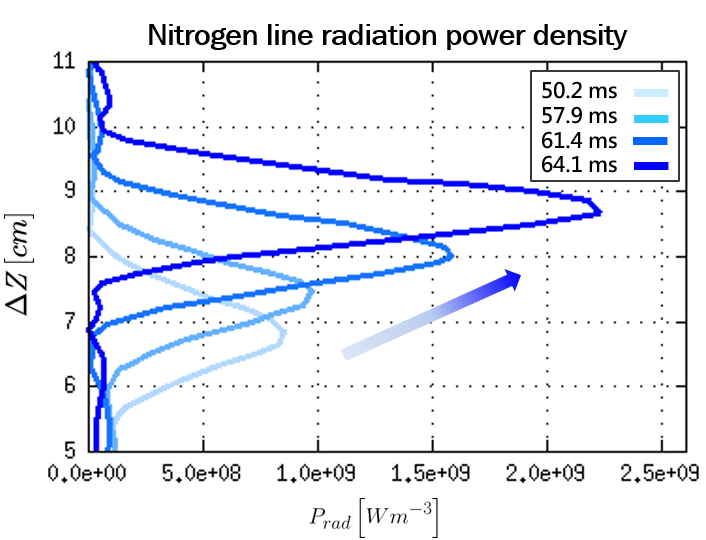 Nitrogen line radiation power density
11
10
9
8
7
6
5
ΔZ [cm]
50.2 ms
57.9 ms
61.4 ms
64.1 ms
0.0e+00 5.0e+08 1.0e+09 1.5e+09 2.0e+09 2.5e+09
P_{rad} [Wm^{-3}]